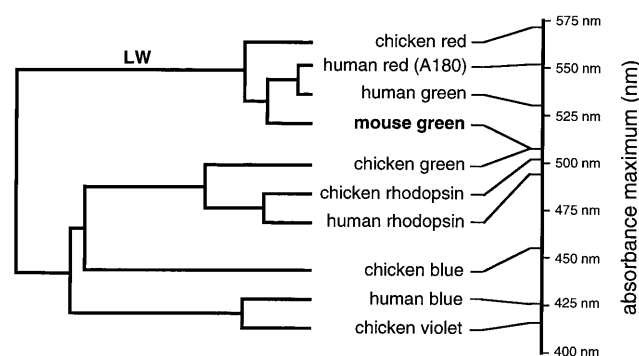 LW
chicken red
human red (A180)
human green
mouse green
chicken green
chicken rhodopsin
human rhodopsin
chicken blue
human blue
chicken violet
575 nm
550 nm
525 nm
500 nm
475 nm
450 nm
425 nm
400 nm
absorbance maximum (nm)